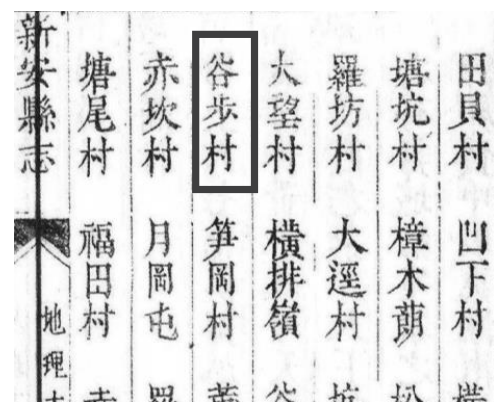 田貝村 凹下村
塘坑村 樟木蓢
羅坊村 大逕村
大望村 橫排嶺
谷步村 笋岡村
赤坎村 月岡屯
塘尾村 福田村
新安縣志 地理